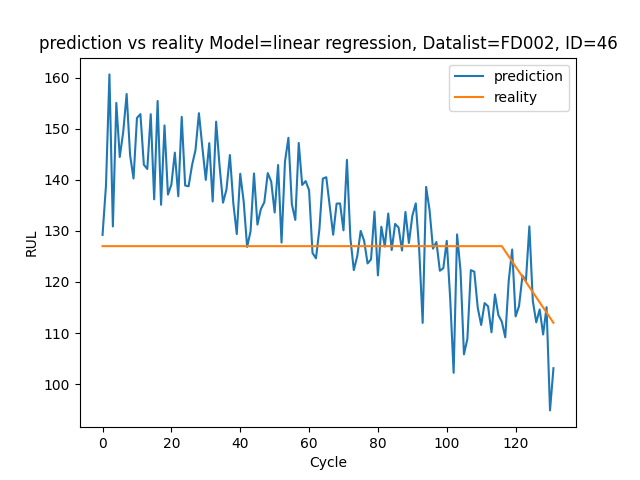 prediction vs reality Model=linear regression, Datalist=FD002, ID=46
prediction
reality
RUL
160
150
140
130
120
110
100
0 20 40 60 80 100 120
Cycle